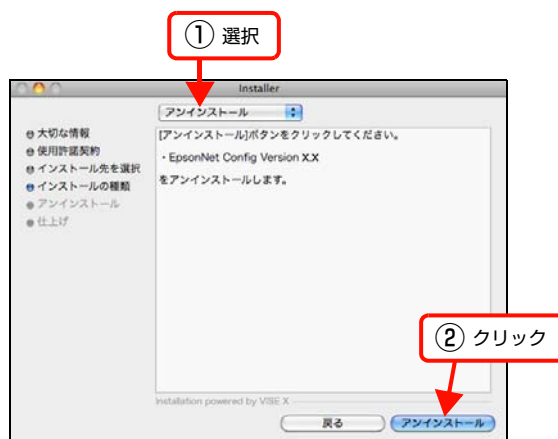 ① 選択
Installer
アンインストール
大切な情報
使用許諾契約
インストール先を選択
インストールの種類
アンインストール
仕上げ
[アンインストール]ボタンをクリックしてください。
・EpsonNet Config Version X.X
をアンインストールします。
② クリック
Installation powered by VISE X
戻る
アンインストール